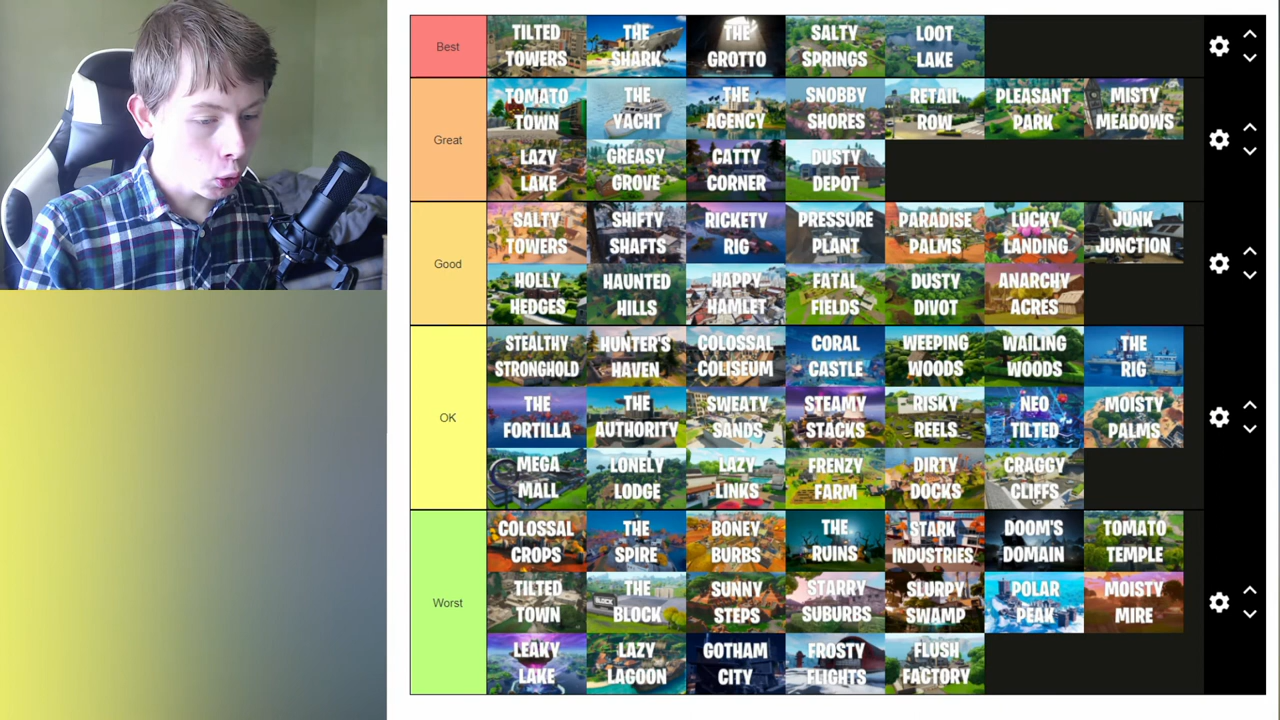 Best
TILTED TOWERS
THE SHARK
THE GROTTO
SALTY SPRINGS
LOOT LAKE
Great
TOMATO TOWN
THE YACHT
THE AGENCY
SNOBBY SHORES
RETAIL ROW
PLEASANT PARK
MISTY MEADOWS
LAZY LAKE
GREASY GROVE
CATTY CORNER
DUSTY DEPOT
Good
SALTY TOWERS
SHIFTY SHAFTS
RICKETY RIG
PRESSURE PLANT
PARADISE PALMS
LUCKY LANDING
JUNK JUNCTION
HOLLY HEDGES
HAUNTED HILLS
HAPPY HAMLET
FATAL FIELDS
DUSTY DIVOT
ANARCHY ACRES
OK
STEALTHY STRONGHOLD
HUNTER'S HAVEN
COLOSSAL COLISEUM
CORAL CASTLE
WEEPING WOODS
WAILING WOODS
THE RIG
THE FORTILLA
THE AUTHORITY
SWEATY SANDS
STEAMY STACKS
RISKY REELS
NEO TILTED
MOISTY PALMS
MEGA MALL
LONELY LODGE
LAZY LINKS
FRENZY FARM
DIRTY DOCKS
CRAGGY CLIFFS
Worst
COLOSSAL CROPS
THE SPIRE
BONEY BURBS
THE RUINS
STARK INDUSTRIES
DOOM'S DOMAIN
TOMATO TEMPLE
TILTED TOWN
THE BLOCK
SUNNY STEPS
STARRY SUBURBS
SLURPY SWAMP
POLAR PEAK
MOISTY MIRE
LEAKY LAKE
LAZY LAGOON
GOTHAM CITY
FROSTY FLIGHTS
FLUSH FACTORY